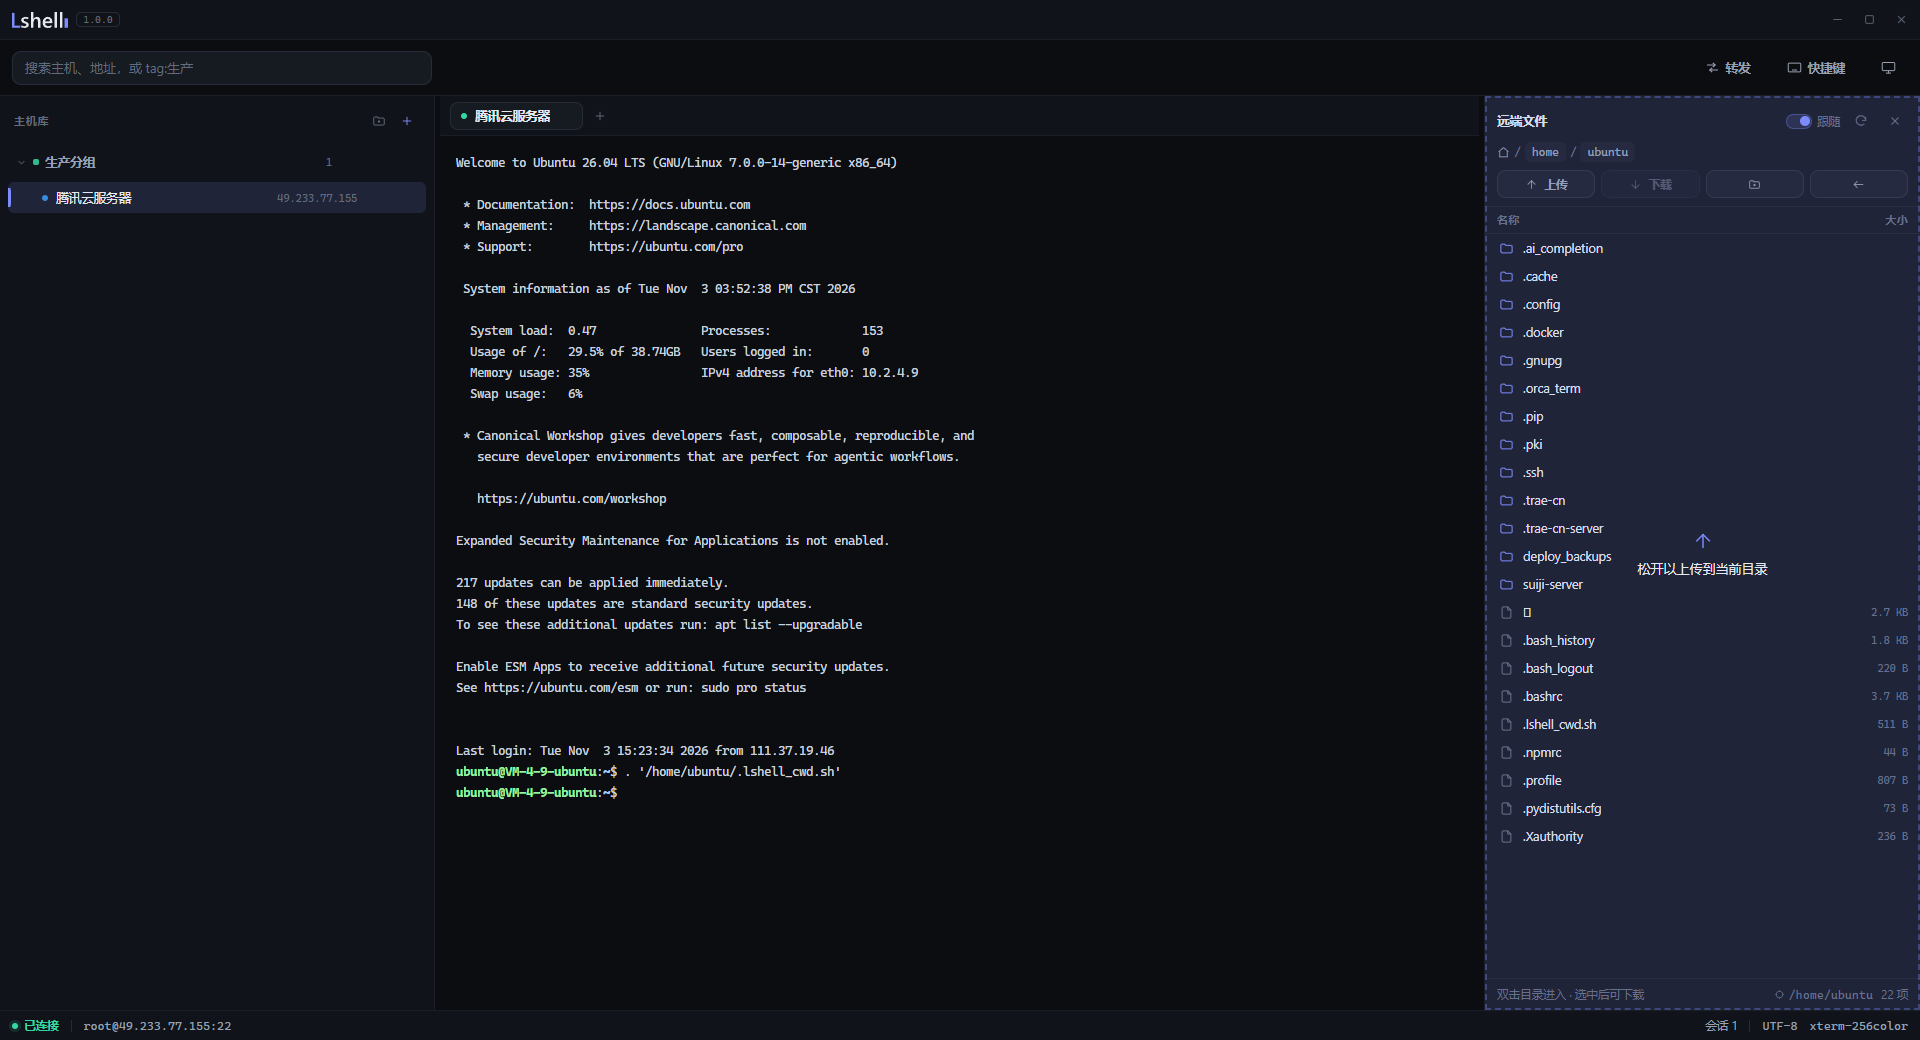 Lshell 1.0.0
搜索主机、地址，或 tag:生产
转发 快捷键
主机库
生产分组 1
腾讯云服务器 49.233.77.155
腾讯云服务器
Welcome to Ubuntu 26.04 LTS (GNU/Linux 7.0.0-14-generic x86_64)
* Documentation: https://docs.ubuntu.com
* Management: https://landscape.canonical.com
* Support: https://ubuntu.com/pro
System information as of Tue Nov 3 03:52:38 PM CST 2026
System load: 0.47 Processes: 153
Usage of /: 29.5% of 38.74GB Users logged in: 0
Memory usage: 35% IPv4 address for eth0: 10.2.4.9
Swap usage: 6%
* Canonical Workshop gives developers fast, composable, reproducible, and
secure developer environments that are perfect for agentic workflows.
https://ubuntu.com/workshop
Expanded Security Maintenance for Applications is not enabled.
217 updates can be applied immediately.
148 of these updates are standard security updates.
To see these additional updates run: apt list --upgradable
Enable ESM Apps to receive additional future security updates.
See https://ubuntu.com/esm or run: sudo pro status
Last login: Tue Nov 3 15:23:34 2026 from 111.37.19.46
ubuntu@VM-4-9-ubuntu:~$ . '/home/ubuntu/.lshell_cwd.sh'
ubuntu@VM-4-9-ubuntu:~$
远端文件 跟随
/ home / ubuntu
上传 下载
名称 大小
.ai_completion
.cache
.config
.docker
.gnupg
.orca_term
.pip
.pki
.ssh
.trae-cn
.trae-cn-server
deploy_backups
松开以上传到当前目录
suiji-server
2.7 KB
.bash_history 1.8 KB
.bash_logout 220 B
.bashrc 3.7 KB
.lshell_cwd.sh 511 B
.npmrc 44 B
.profile 807 B
.pydistutils.cfg 73 B
.Xauthority 236 B
双击目录进入 · 选中后可下载 /home/ubuntu 22 项
已连接 root@49.233.77.155:22
会话 1 UTF-8 xterm-256color